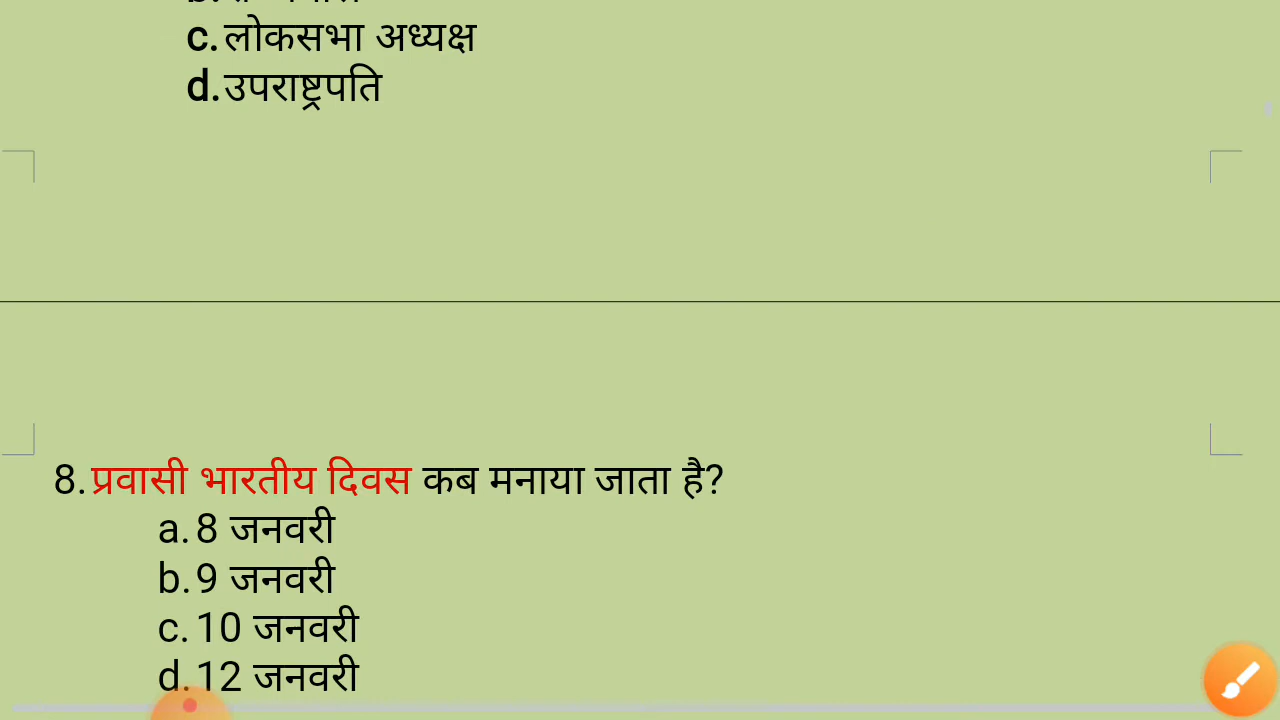 c. लोकसभा अध्यक्ष
d. उपराष्ट्रपति
8. प्रवासी भारतीय दिवस कब मनाया जाता है?
a. 8 जनवरी
b. 9 जनवरी
c. 10 जनवरी
d. 12 जनवरी